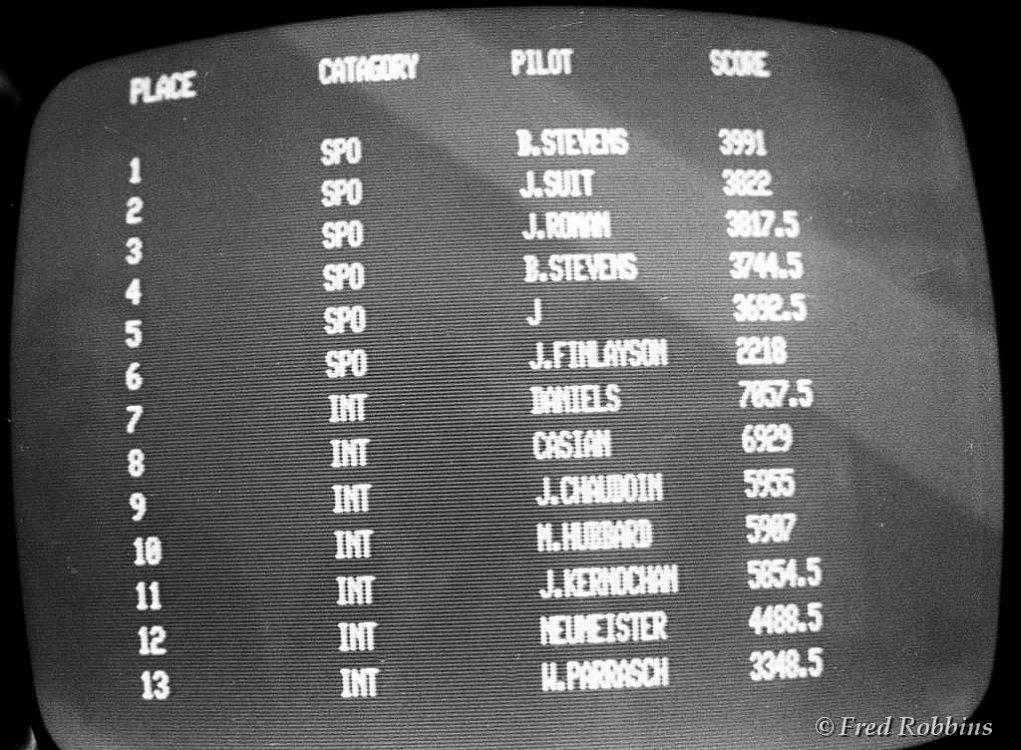 PLACE CATAGORY PILOT SCORE
1 SPO B.STEVENS 3991
2 SPO J.SUIT 3822
3 SPO J.ROMAN 3817.5
4 SPO B.STEVENS 3744.5
5 SPO J 3692.5
6 SPO J.FINLAYSON 2218
7 INT DANIELS 7057.5
8 INT CASIAN 6929
9 INT J.CHAUDOIN 5955
10 INT M.HUBBARD 5907
11 INT J.KERNOCHAN 5854.5
12 INT NEUMEISTER 4488.5
13 INT W.PARRASCH 3348.5
© Fred Robbins